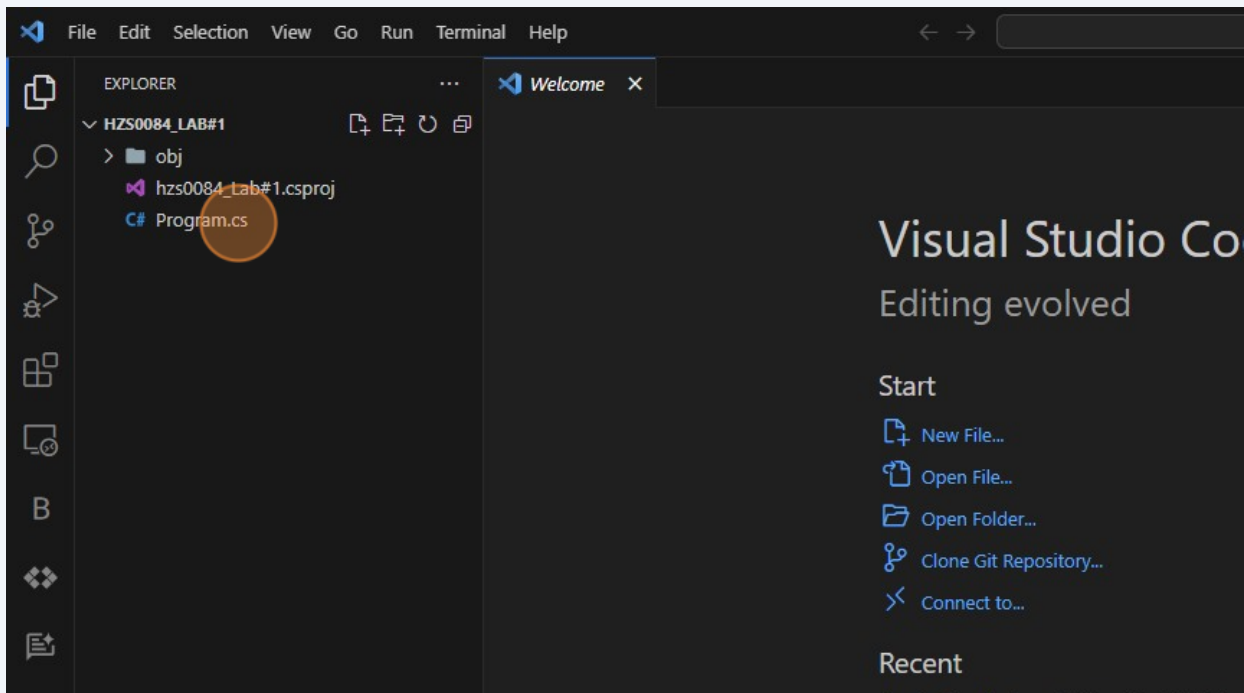 File Edit Selection View Go Run Terminal Help
EXPLORER
HZS0084_LAB#1
obj
hzs0084_Lab#1.csproj
C# Program.cs
B
Welcome
Visual Studio Co
Editing evolved
Start
New File...
Open File...
Open Folder...
Clone Git Repository...
Connect to...
Recent